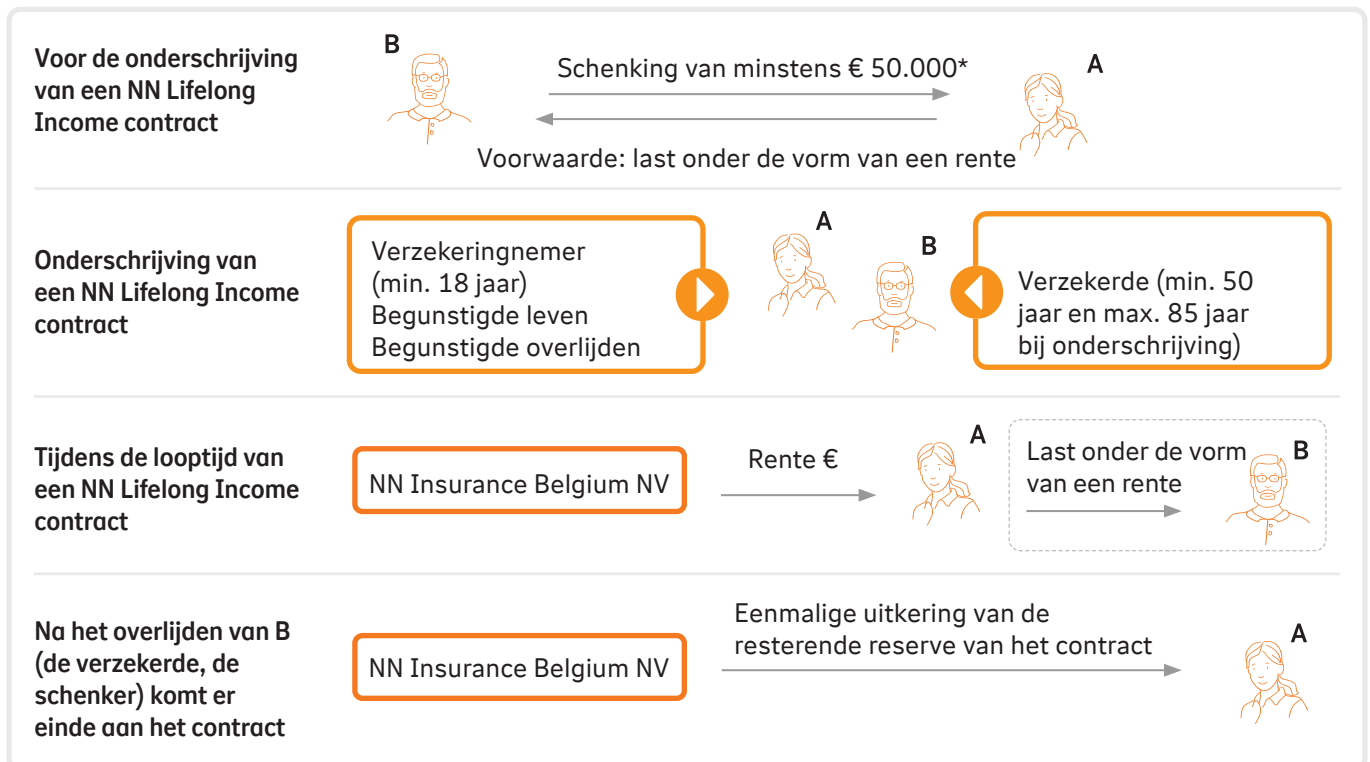 Voor de onderschrijving
van een NN Lifelong
Income contract
B
Schenking van minstens € 50.000*
A
Voorwaarde: last onder de vorm van een rente
Onderschrijving van
een NN Lifelong Income
contract
Verzekeringnemer
(min. 18 jaar)
Begunstigde leven
Begunstigde overlijden
A
B
Verzekerde (min. 50
jaar en max. 85 jaar
bij onderschrijving)
Tijdens de looptijd van
een NN Lifelong Income
contract
NN Insurance Belgium NV
Rente €
A
Last onder de vorm
van een rente
B
Na het overlijden van B
(de verzekerde, de
schenker) komt er
einde aan het contract
NN Insurance Belgium NV
Eenmalige uitkering van de
resterende reserve van het contract
A